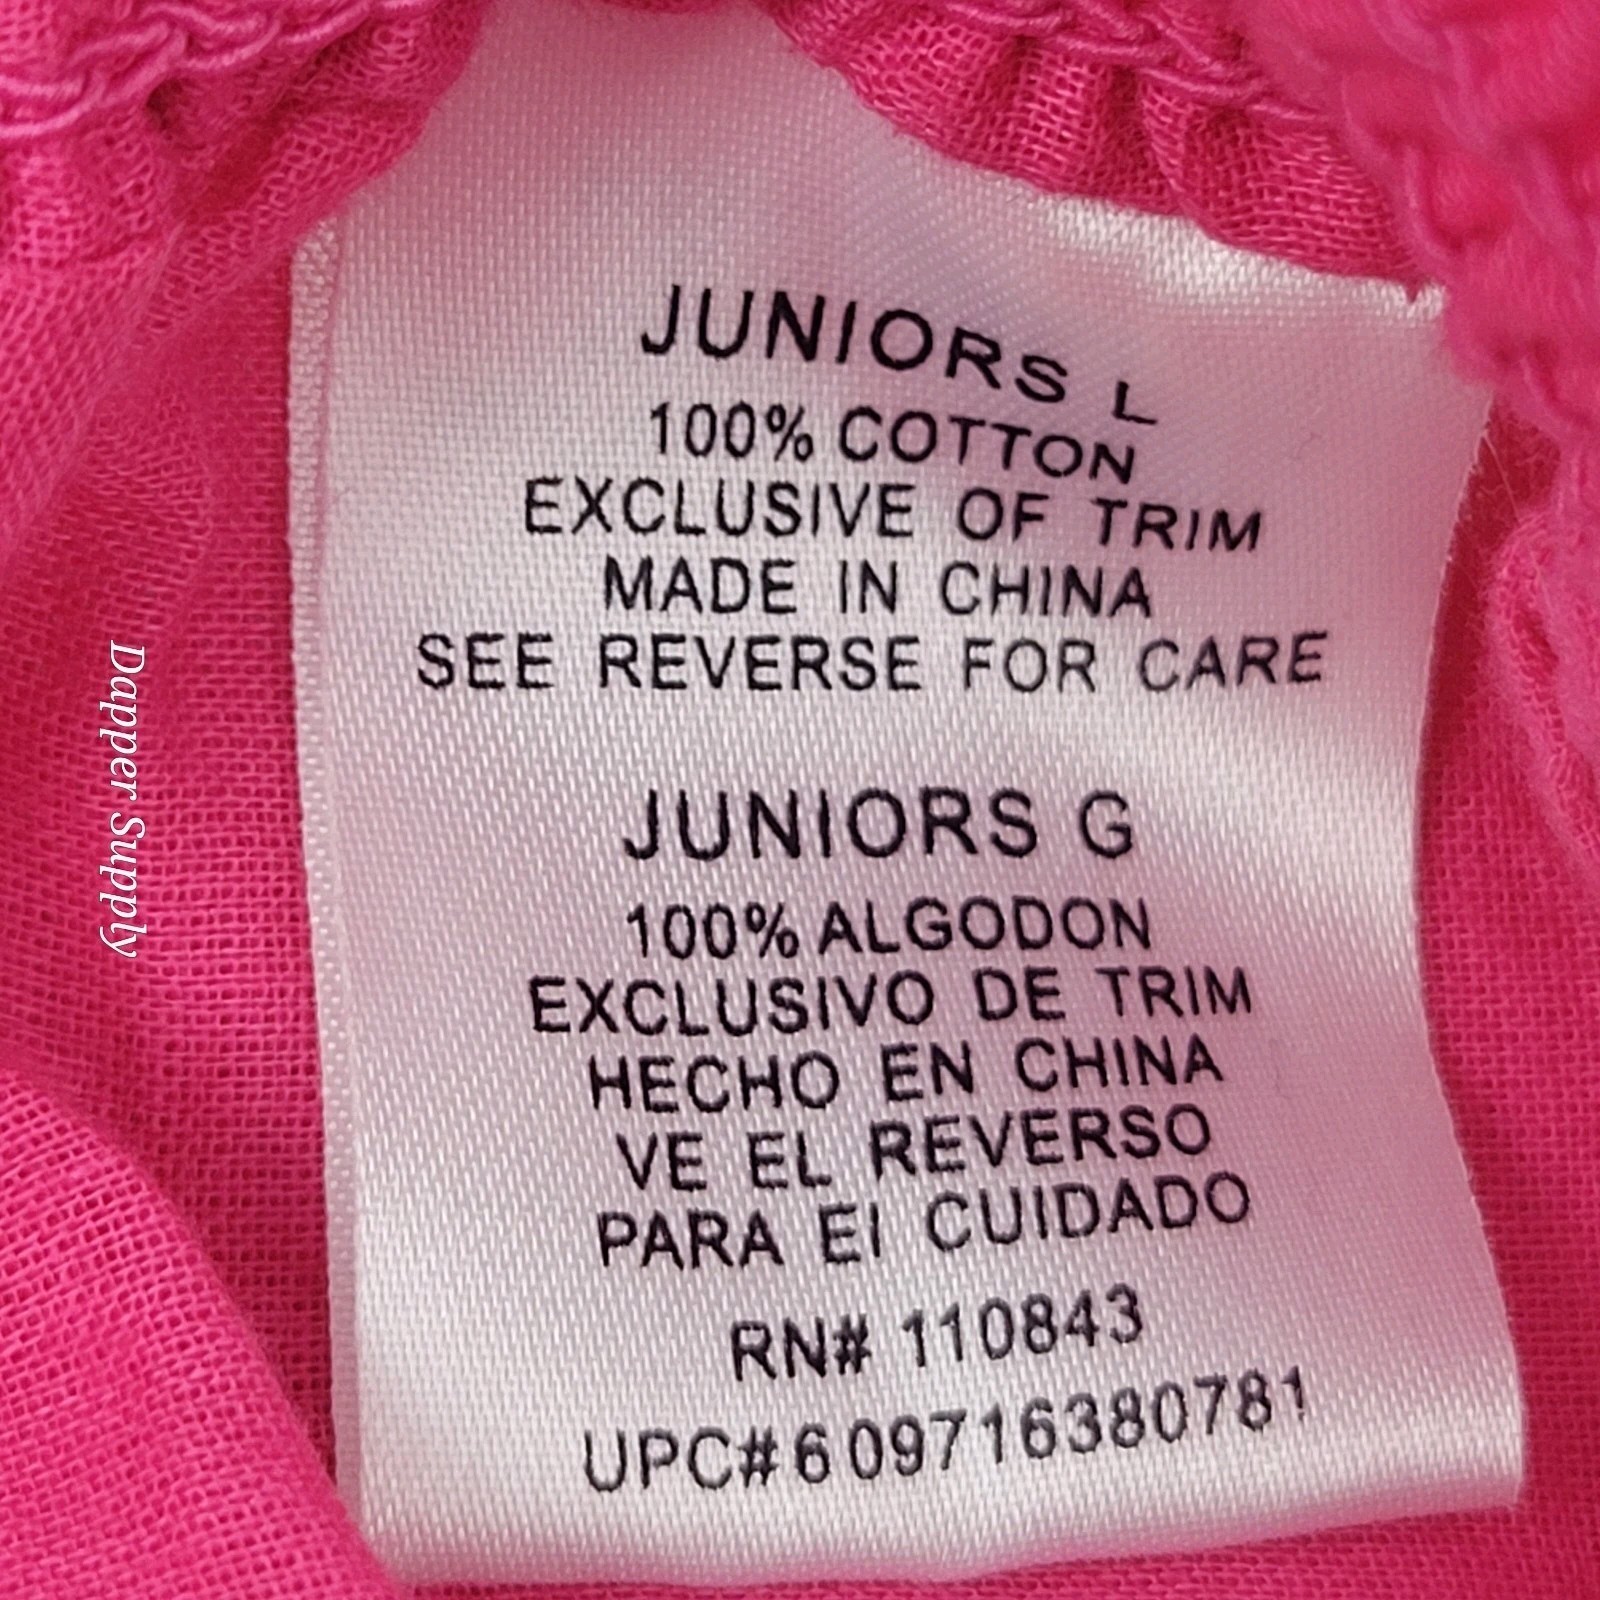 JUNIORS L
100% COTTON
EXCLUSIVE OF TRIM
MADE IN CHINA
SEE REVERSE FOR CARE
JUNIORS G
100% ALGODON
EXCLUSIVO DE TRIM
HECHO EN CHINA
VE EL REVERSO
PARA El CUIDADO
RN# 110843
UPC#609716380781
Dapper Supply